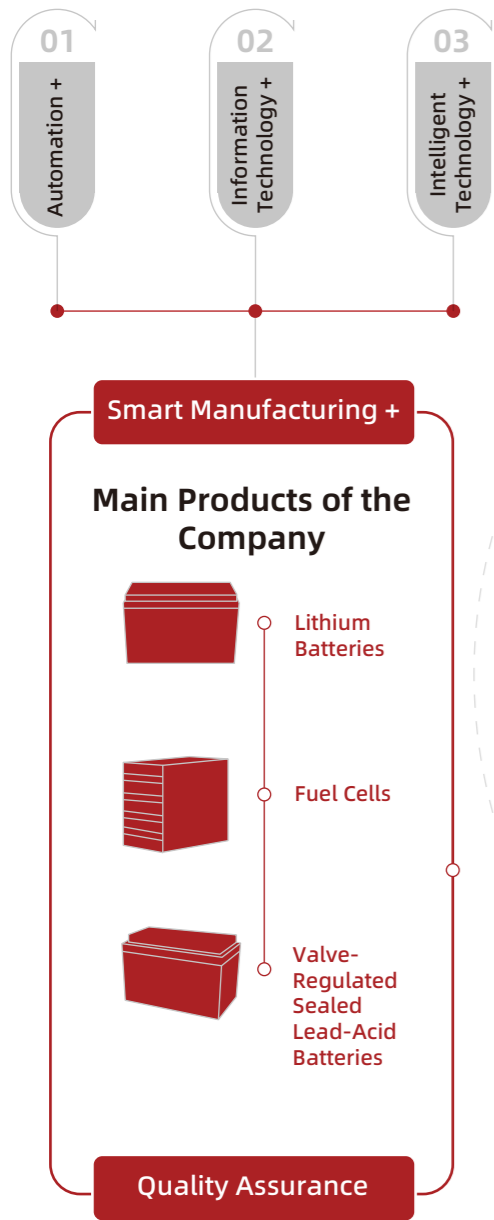 01
Automation +
02
Information
Technology +
03
Intelligent
Technology +
Smart Manufacturing +
Main Products of the
Company
Lithium
Batteries
Fuel Cells
Valve-
Regulated
Sealed
Lead-Acid
Batteries
Quality Assurance